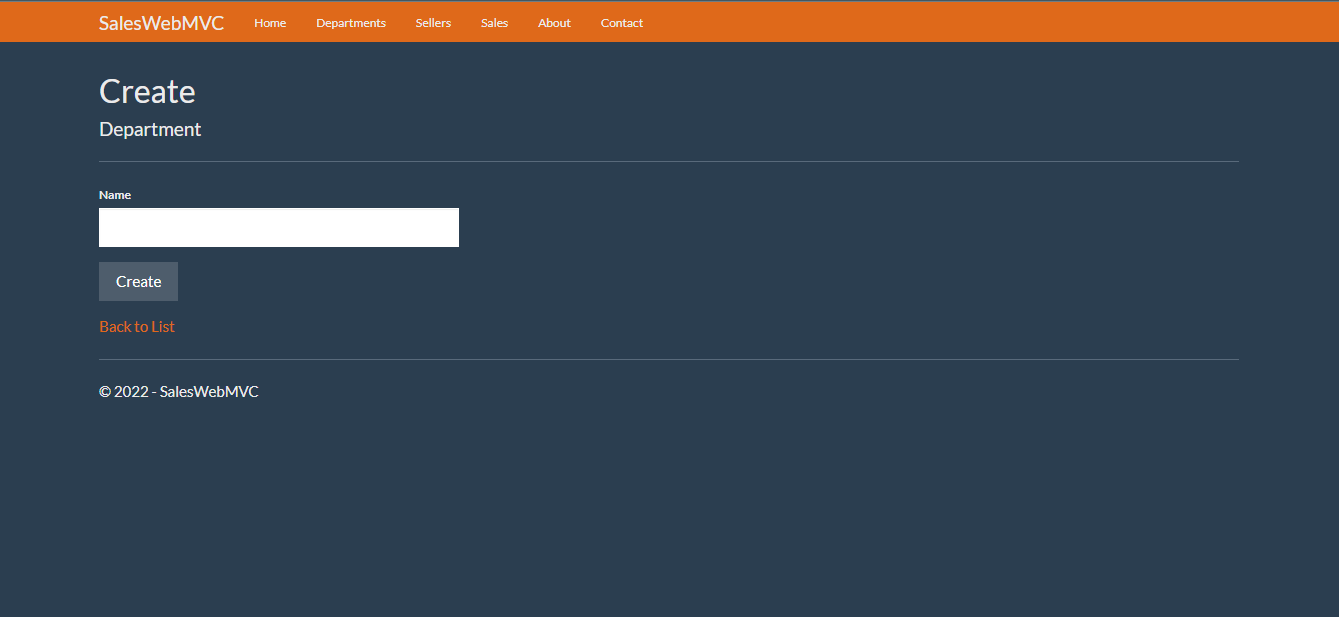 SalesWebMVC Home Departments Sellers Sales About Contact
Create
Department
Name
Create
Back to List
© 2022 - SalesWebMVC